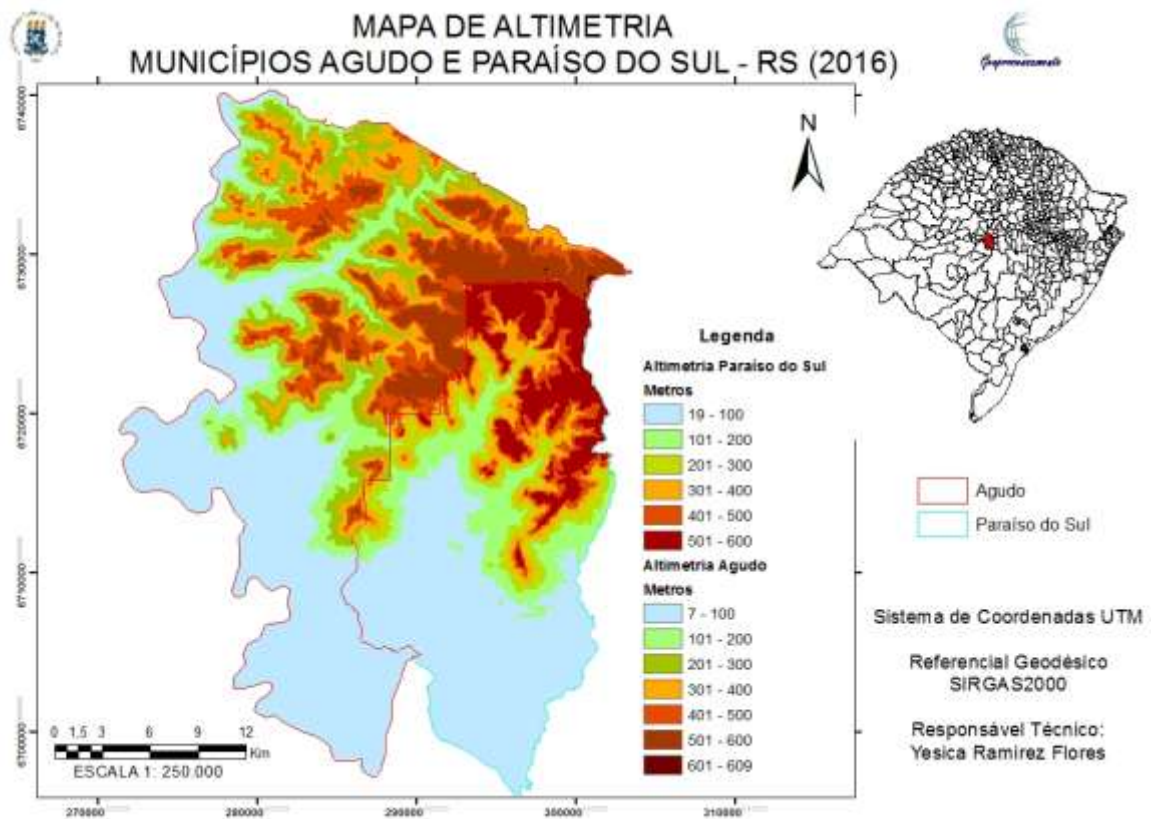 MAPA DE ALTIMETRIA
MUNICÍPIOS AGUDO E PARAÍSO DO SUL - RS (2016)
Geoprocessamento
N
6740000
6730000
6720000
6710000
6700000
270000
280000
290000
300000
310000
Legenda
Altimetria Paraíso do Sul
Metros
19 - 100
101 - 200
201 - 300
301 - 400
401 - 500
501 - 600
Altimetria Agudo
Metros
7 - 100
101 - 200
201 - 300
301 - 400
401 - 500
501 - 600
601 - 609
0 1,5 3 6 9 12
Km
ESCALA 1: 250.000
Agudo
Paraíso do Sul
Sistema de Coordenadas UTM
Referencial Geodésico
SIRGAS2000
Responsável Técnico:
Yesica Ramirez Flores